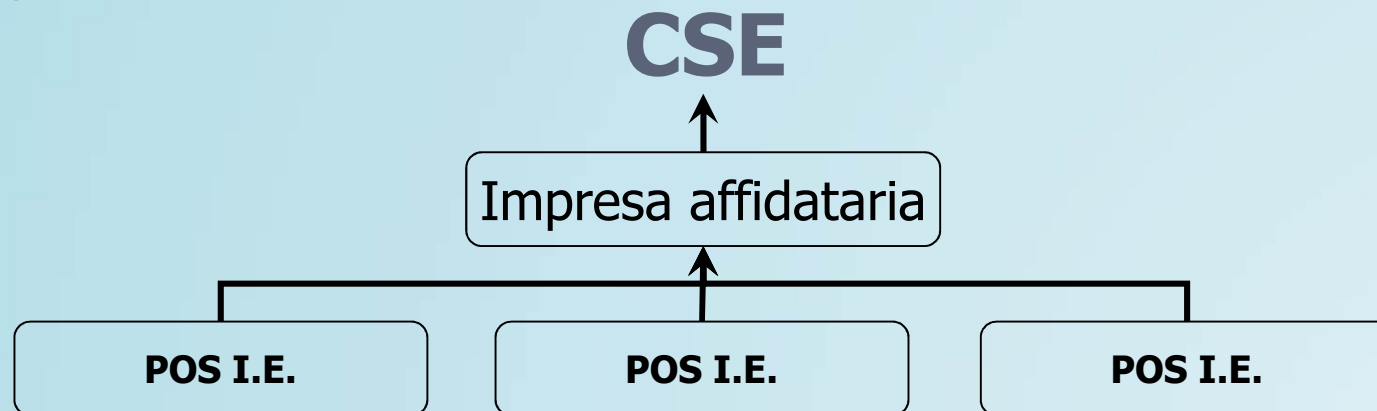 CSE
Impresa affidataria
POS I.E.
POS I.E.
POS I.E.